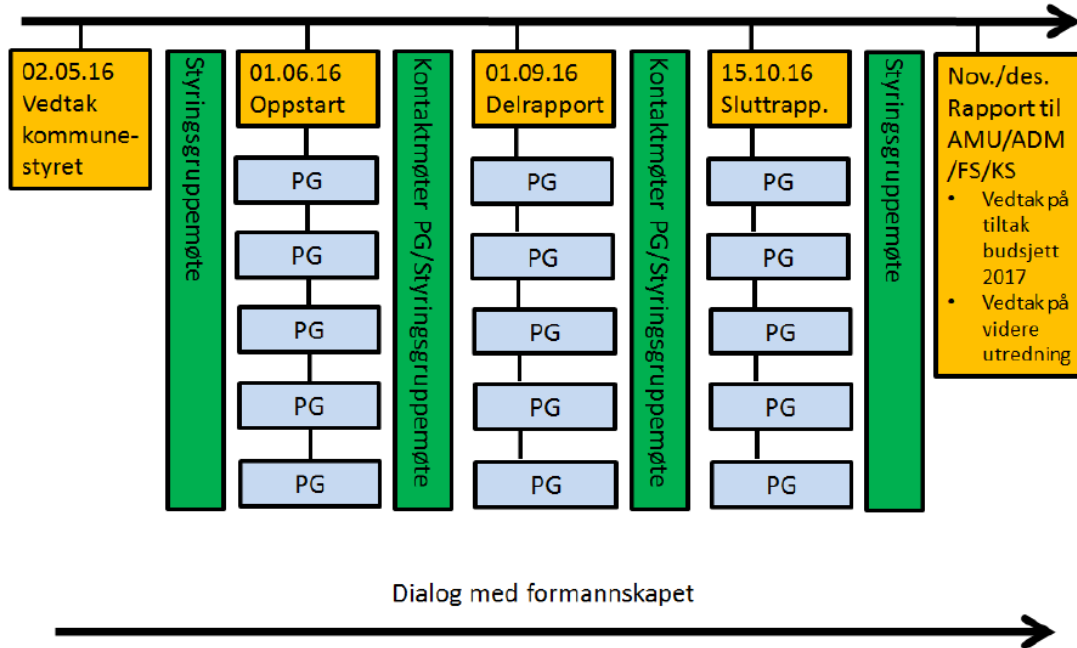 02.05.16
Vedtak
kommune-
styret
Styringsgruppemøte
01.06.16
Oppstart
PG
PG
PG
PG
PG
Kontaktmøter PG/Styringsgruppemøte
01.09.16
Delrapport
PG
PG
PG
PG
PG
Kontaktmøter PG/Styringsgruppemøte
15.10.16
Sluttrapp.
PG
PG
PG
PG
PG
Styringsgruppemøte
Nov./des.
Rapport til
AMU/ADM
/FS/KS
• Vedtak på
tiltak
budsjett
2017
• Vedtak på
videre
utredning
Dialog med formannskapet